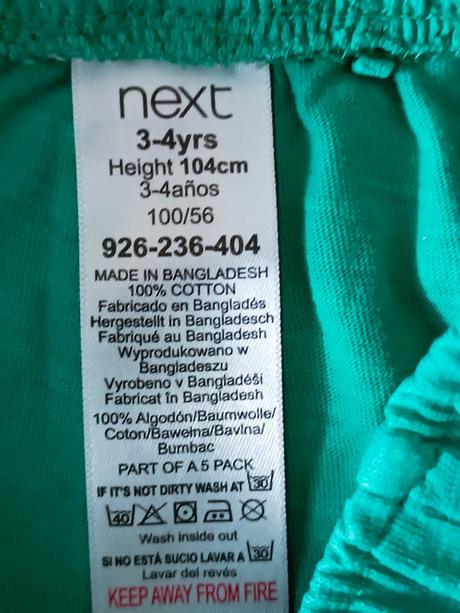 next
3-4yrs
Height 104cm
3-4años
100/56
926-236-404
MADE IN BANGLADESH
100% COTTON
Fabricado en Bangladés
Hergestellt in Bangladesch
Fabriqué au Bangladesh
Wyprodukowano w
Bangladeszu
Vyrobeno v Bangladéši
Fabricat în Bangladesh
100% Algodón/Baumwolle/
Coton/Bawełna/Bavlna/
Bumbac
PART OF A 5 PACK
IF IT'S NOT DIRTY WASH AT 30
40
Wash inside out
SI NO ESTÁ SUCIO LAVAR A 30
Lavar del revés
KEEP AWAY FROM FIRE